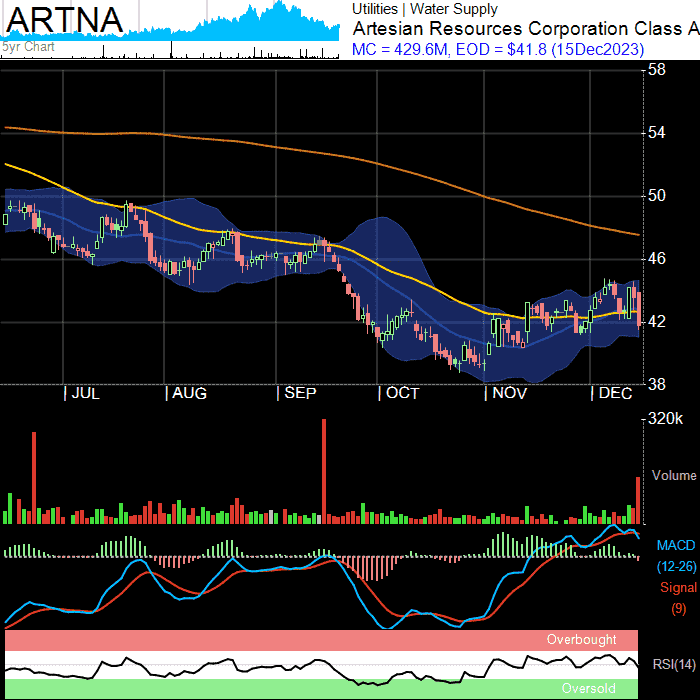 ARTNA
5yr Chart
Utilities | Water Supply
Artesian Resources Corporation Class A
MC = 429.6M, EOD = $41.8 (15Dec2023)
58
54
50
46
42
38
| JUL | AUG | SEP | OCT | NOV | DEC
320k
Volume
MACD
(12-26)
Signal
(9)
Overbought
RSI(14)
Oversold